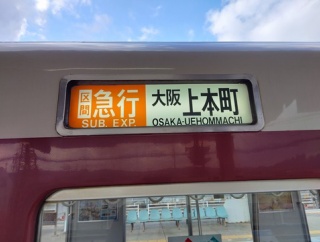 区間 急行 大阪 上本町
SUB. EXP. OSAKA-UEHOMMACHI